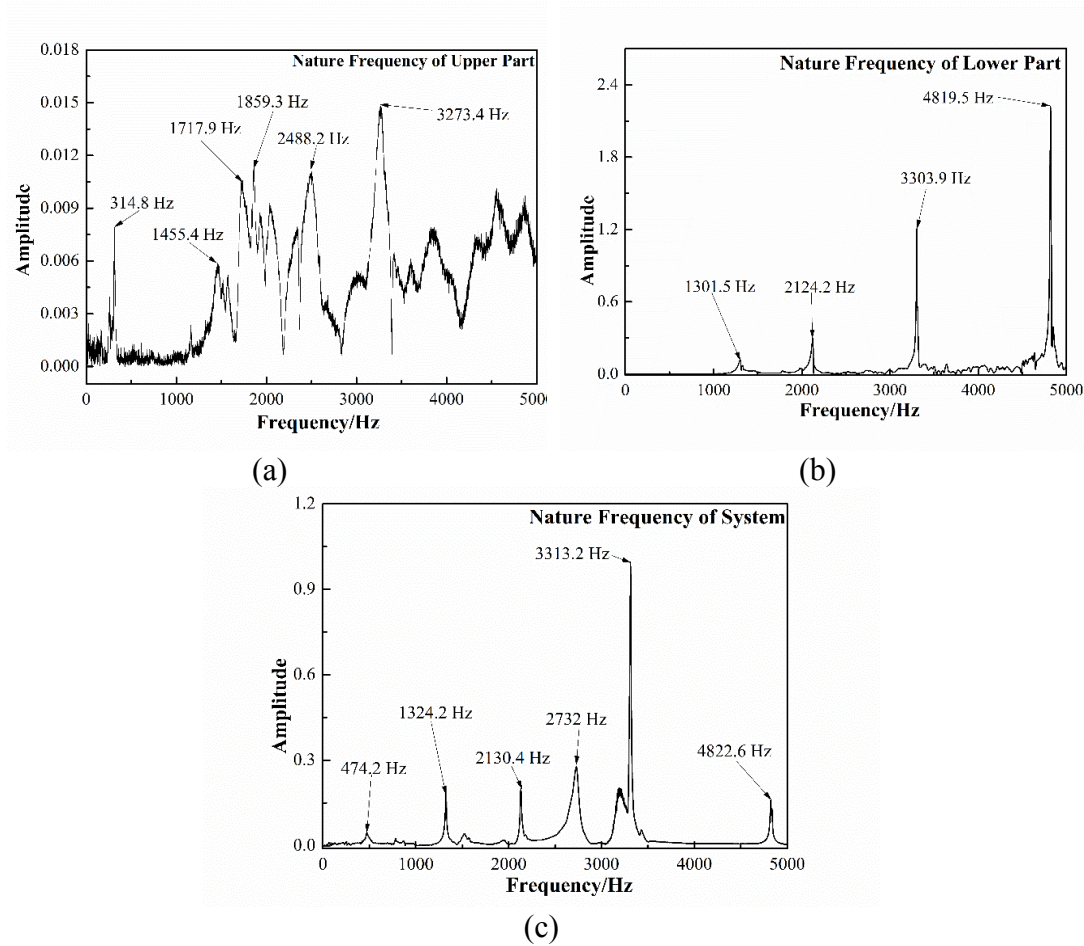 Nature Frequency of Upper Part
0.018
0.015
0.012
0.009
0.006
0.003
0.000
Amplitudc
314.8 Hz
1455.4Hz
1717.9 Hz
1859.3 Hz
2488.2 Hz
3273.4 Hz
0
1000
2000
3000
4000
5000
Frequency/Hz
(a)
Nature Frequency of Lower Part
2.4
1.8
1.2
0.6
0.0
Amplitudc
1301.5 Hz
2124.2 Hz
3303.9 Hz
4819.5 Hz
0
1000
2000
3000
4000
5000
Frequency/Hz
(b)
Nature Frequency of System
1.2
0.9
0.6
0.3
0.0
Amplitude
474.2 Hz
1324.2 Hz
2130.4 Hz
2732 Hz
3313.2 Hz
4822.6 Hz
0
1000
2000
3000
4000
5000
Frequency/Hz
(c)